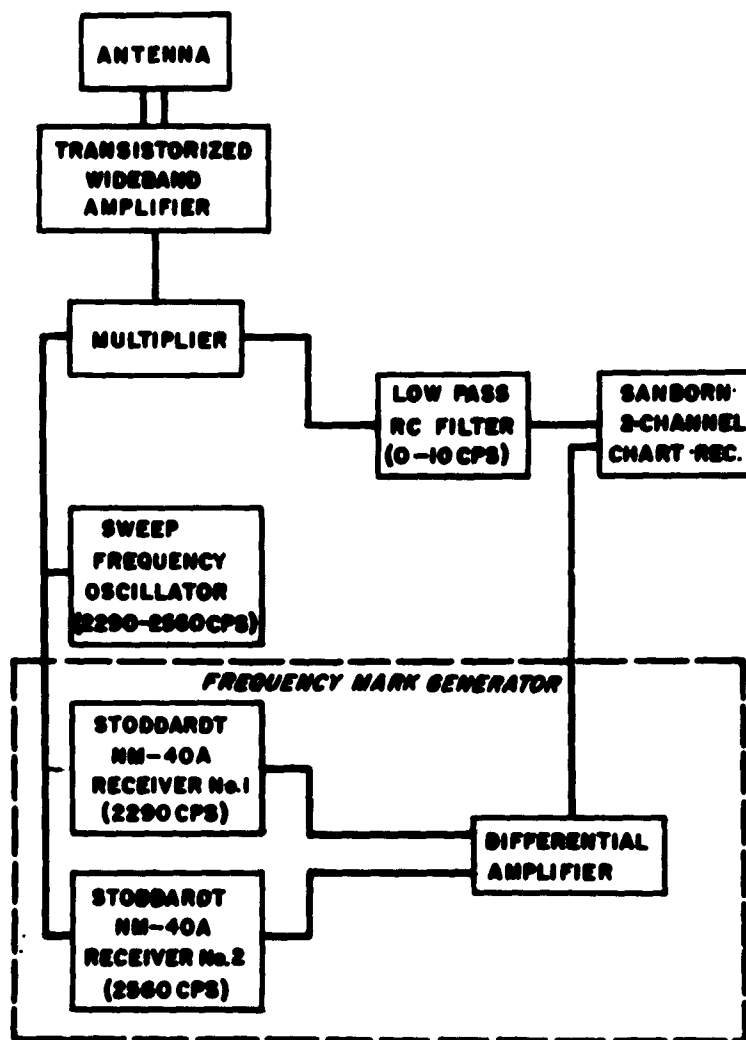 ANTENNA
TRANSISTORIZED
WIDEBAND
AMPLIFIER
MULTIPLIER
LOW PASS
RC FILTER
(0-10 CPS)
SANBORN
2-CHANNEL
CHART REC.
SWEEP
FREQUENCY
OSCILLATOR
(2290-2560CPS)
FREQUENCY MARK GENERATOR
STODDARDT
NM-40A
RECEIVER No.1
(2290 CPS)
DIFFERENTIAL
AMPLIFIER
STODDARDT
NM-40A
RECEIVER No.2
(2560 CPS)